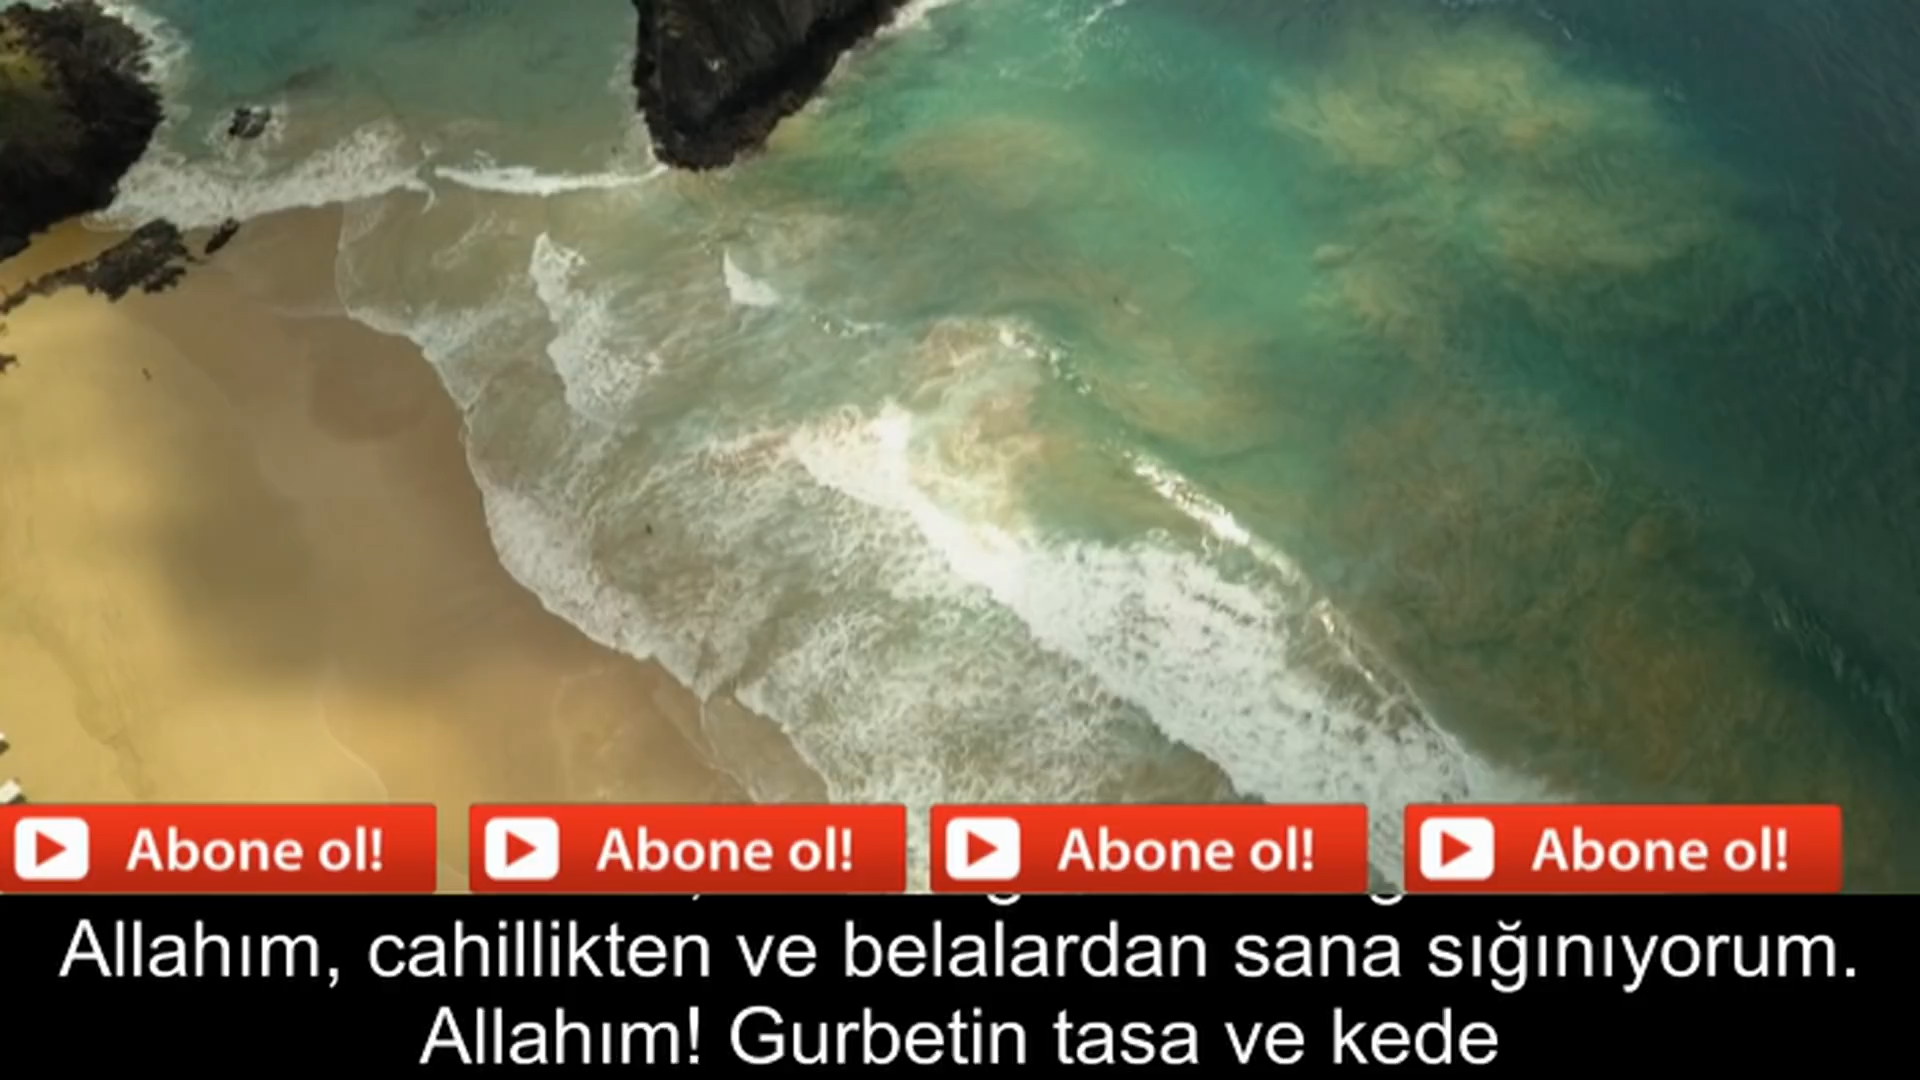 Abone ol! Abone ol! Abone ol! Abone ol!
Allahım, cahillikten ve belalardan sana sığınıyorum.
Allahım! Gurbetin tasa ve kede